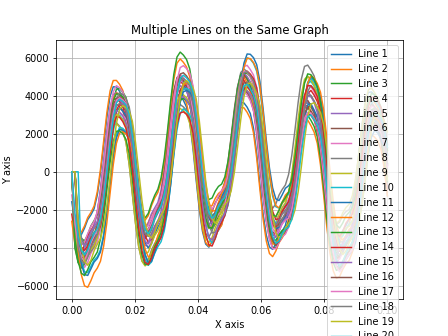 Multiple Lines on the Same Graph
Y axis
6000
4000
2000
0
−2000
−4000
−6000
0.00
0.02
0.04
0.06
X axis
Line 1
Line 2
Line 3
Line 4
Line 5
Line 6
Line 7
Line 8
Line 9
Line 10
Line 11
Line 12
Line 13
Line 14
Line 15
Line 16
Line 17
Line 18
Line 19